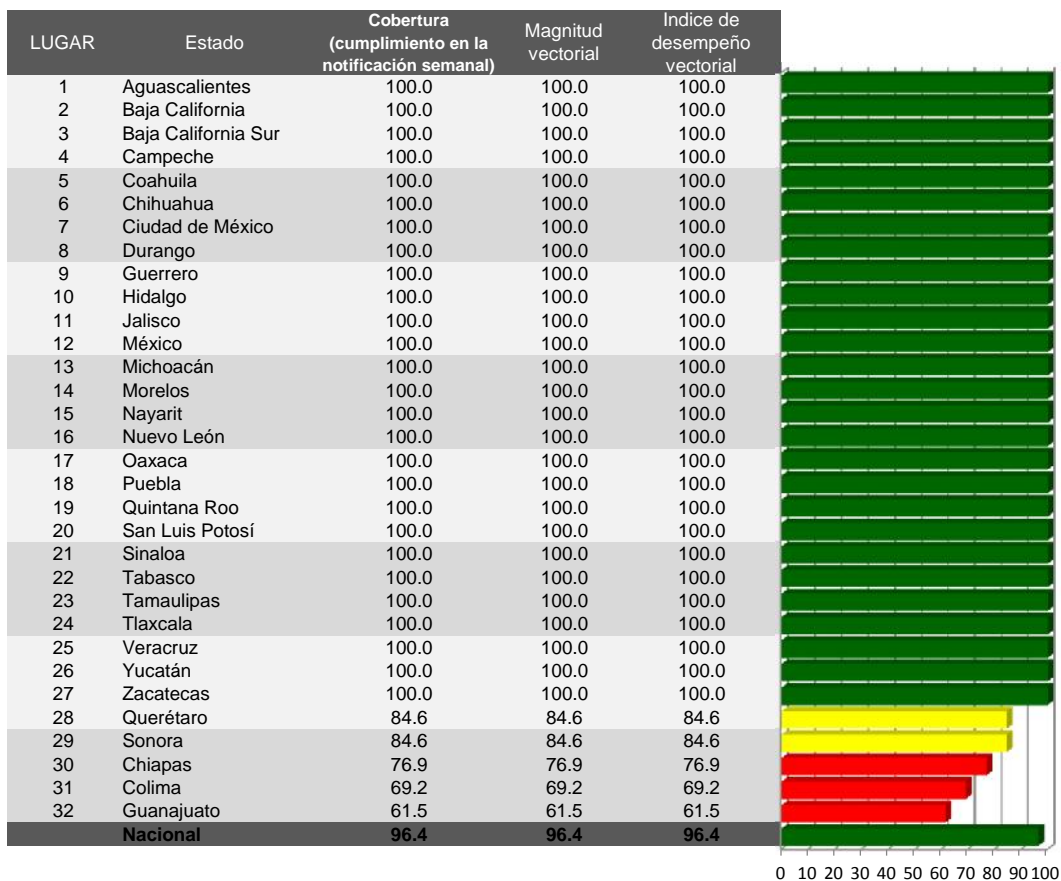 LUGAR Estado Cobertura (cumplimiento en la notificación semanal) Magnitud vectorial Indice de desempeño vectorial
1 Aguascalientes 100.0 100.0 100.0
2 Baja California 100.0 100.0 100.0
3 Baja California Sur 100.0 100.0 100.0
4 Campeche 100.0 100.0 100.0
5 Coahuila 100.0 100.0 100.0
6 Chihuahua 100.0 100.0 100.0
7 Ciudad de México 100.0 100.0 100.0
8 Durango 100.0 100.0 100.0
9 Guerrero 100.0 100.0 100.0
10 Hidalgo 100.0 100.0 100.0
11 Jalisco 100.0 100.0 100.0
12 México 100.0 100.0 100.0
13 Michoacán 100.0 100.0 100.0
14 Morelos 100.0 100.0 100.0
15 Nayarit 100.0 100.0 100.0
16 Nuevo León 100.0 100.0 100.0
17 Oaxaca 100.0 100.0 100.0
18 Puebla 100.0 100.0 100.0
19 Quintana Roo 100.0 100.0 100.0
20 San Luis Potosí 100.0 100.0 100.0
21 Sinaloa 100.0 100.0 100.0
22 Tabasco 100.0 100.0 100.0
23 Tamaulipas 100.0 100.0 100.0
24 Tlaxcala 100.0 100.0 100.0
25 Veracruz 100.0 100.0 100.0
26 Yucatán 100.0 100.0 100.0
27 Zacatecas 100.0 100.0 100.0
28 Querétaro 84.6 84.6 84.6
29 Sonora 84.6 84.6 84.6
30 Chiapas 76.9 76.9 76.9
31 Colima 69.2 69.2 69.2
32 Guanajuato 61.5 61.5 61.5
Nacional 96.4 96.4 96.4
0 10 20 30 40 50 60 70 80 90 100